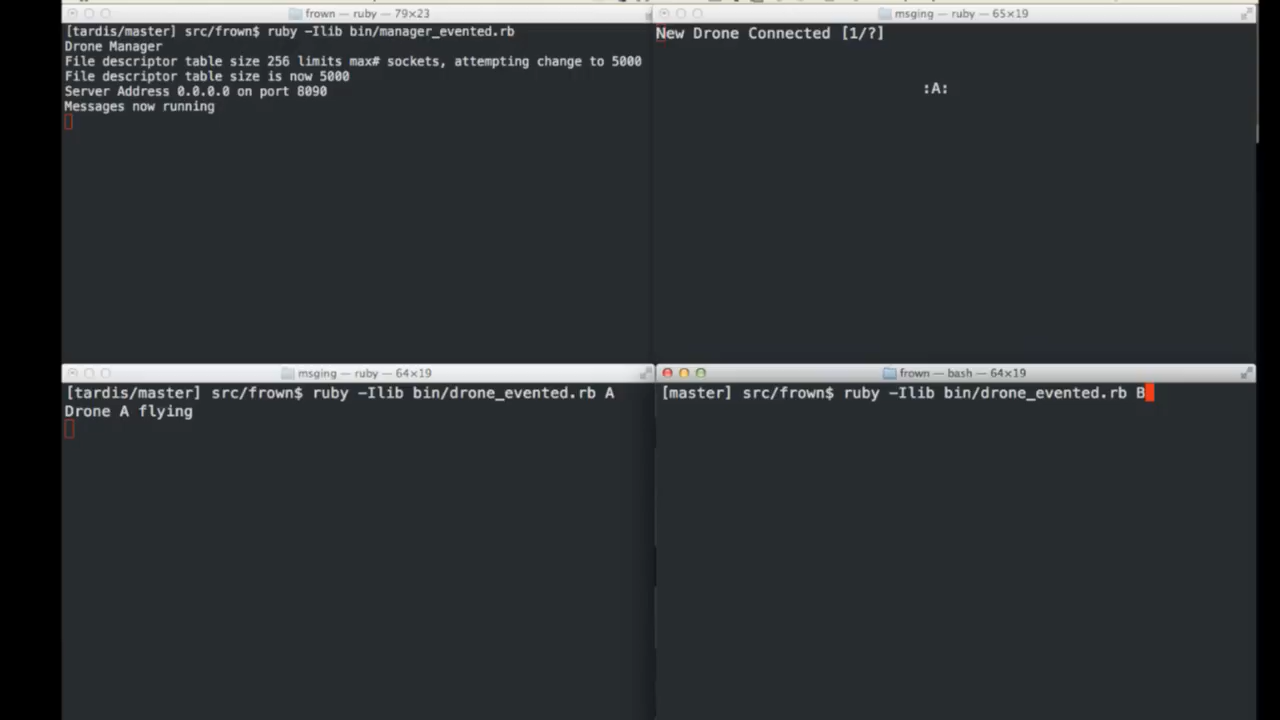 frown — ruby — 79×23
[tardis/master] src/frown$ ruby -Ilib bin/manager_evented.rb
Drone Manager
File descriptor table size 256 limits max# sockets, attempting change to 5000
File descriptor table size is now 5000
Server Address 0.0.0.0 on port 8090
Messages now running
msging — ruby — 65×19
New Drone Connected [1/?]
:A:
msging — ruby — 64×19
[tardis/master] src/frown$ ruby -Ilib bin/drone_evented.rb A
Drone A flying
frown — bash — 64×19
[master] src/frown$ ruby -Ilib bin/drone_evented.rb B